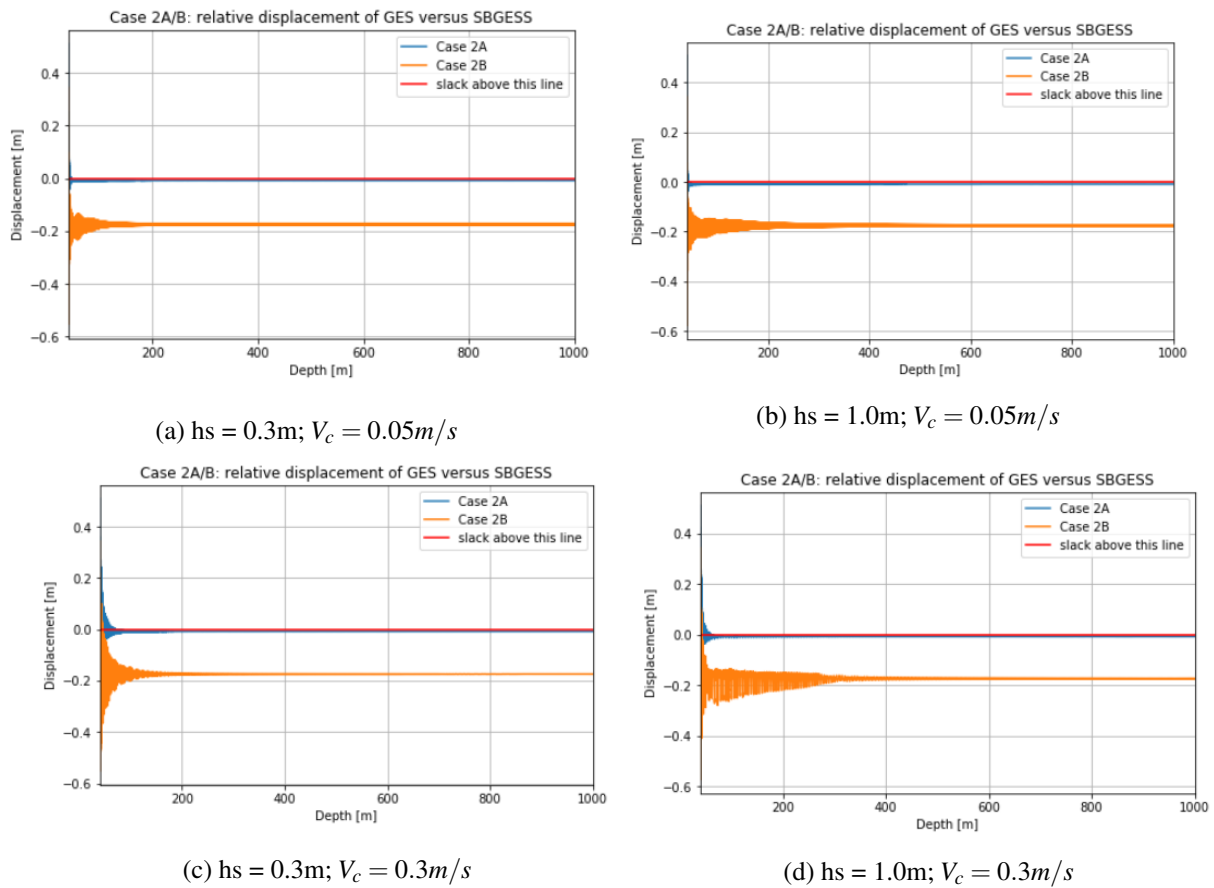 Case 2A/B: relative displacement of GES versus SBGESS
Displacement [m]
0.4
0.2
0.0
−0.2
−0.4
−0.6
Case 2A
Case 2B
slack above this line
200
400
600
800
1000
Depth [m]
(a) hs = 0.3m; V_c = 0.05m/s
Case 2A/B: relative displacement of GES versus SBGESS
Displacement [m]
0.4
0.2
0.0
−0.2
−0.4
−0.6
Case 2A
Case 2B
slack above this line
200
400
600
800
1000
Depth [m]
(b) hs = 1.0m; V_c = 0.05m/s
Case 2A/B: relative displacement of GES versus SBGESS
Displacement [m]
0.4
0.2
0.0
−0.2
−0.4
−0.6
Case 2A
Case 2B
slack above this line
200
400
600
800
1000
Depth [m]
(c) hs = 0.3m; V_c = 0.3m/s
Case 2A/B: relative displacement of GES versus SBGESS
Displacement [m]
0.4
0.2
0.0
−0.2
−0.4
−0.6
Case 2A
Case 2B
slack above this line
200
400
600
800
1000
Depth [m]
(d) hs = 1.0m; V_c = 0.3m/s